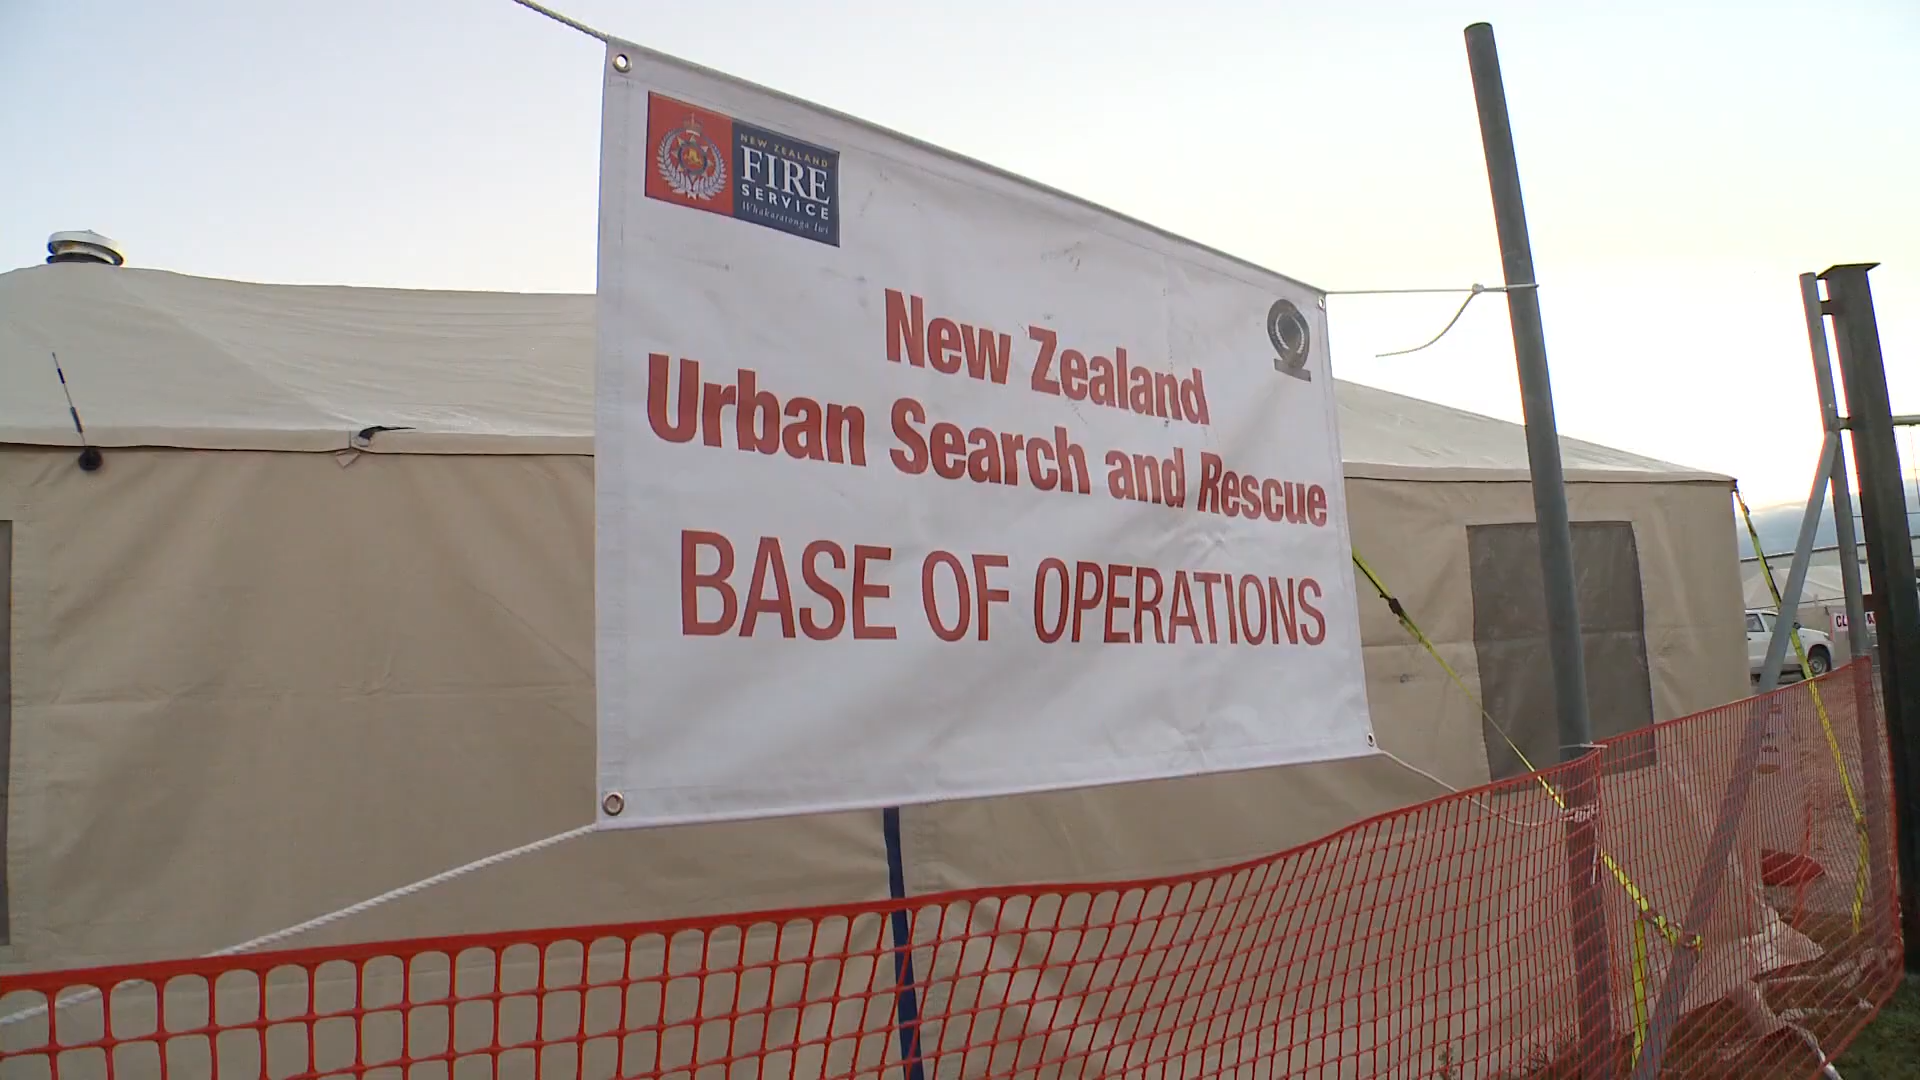 NEW ZEALAND
FIRE
SERVICE
Whakaratonga Iwi
New Zealand
Urban Search and Rescue
BASE OF OPERATIONS